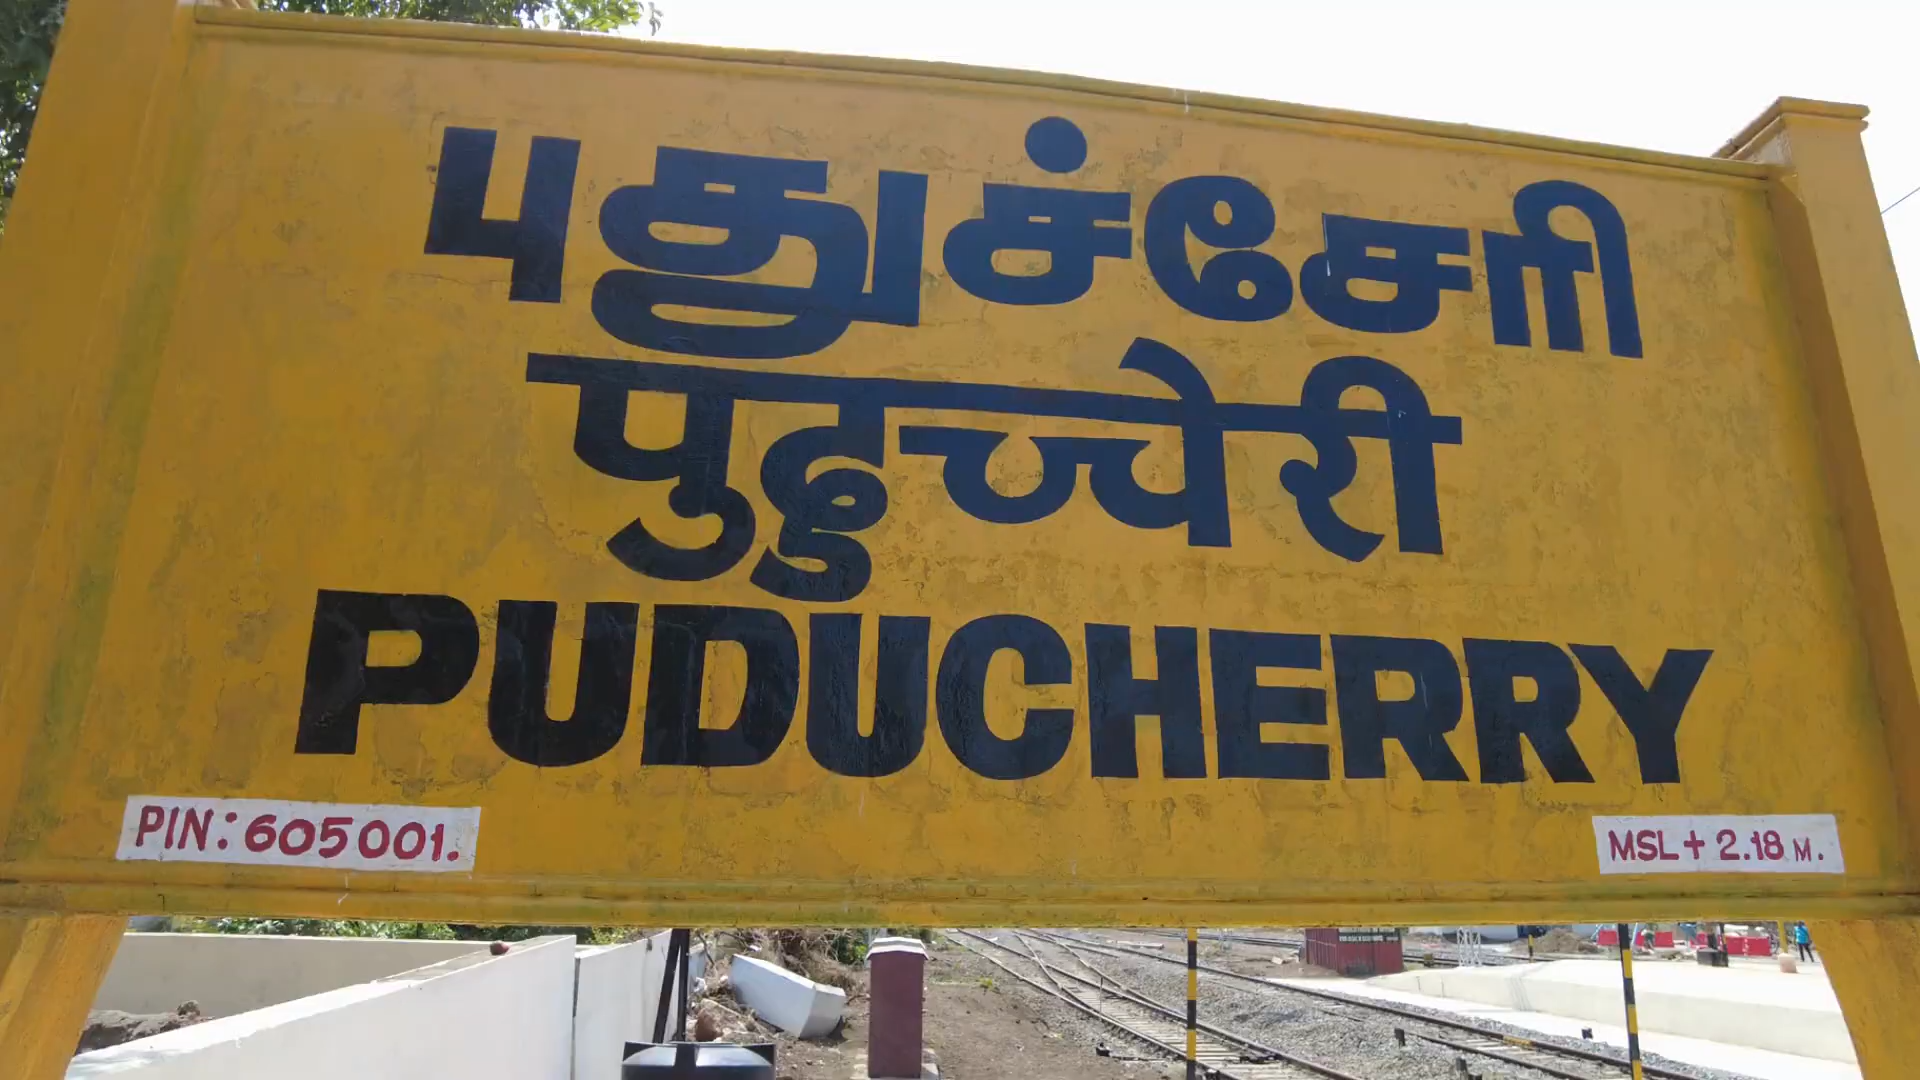 புதுச்சேரி
पुदुच्चेरी
PUDUCHERRY
PIN: 605001.
MSL + 2.18 M.